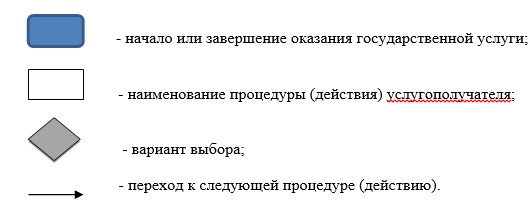 - начало или завершение оказания государственной услуги;
- наименование процедуры (действия) услугополучателя;
- вариант выбора;
- переход к следующей процедуре (действию).